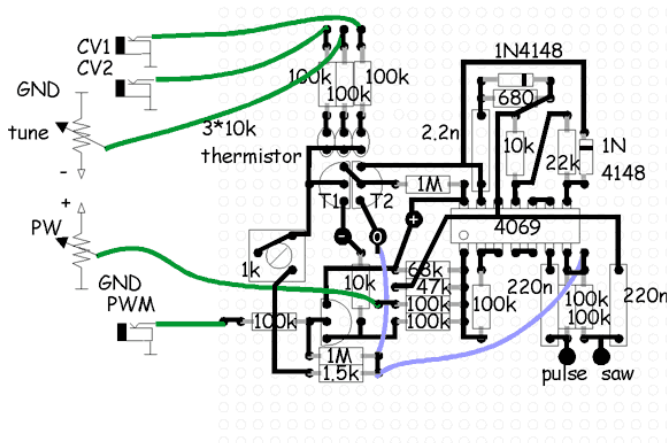 CV1
CV2
GND
tune
-
+
PW
GND
PWM
1k
100k
100k
100k
3*10k
thermistor
T1
T2
1M
-
0
+
10k
100k
1M
1.5k
68k
47k
100k
100k
100k
2,2n
1N4148
680
10k
22k
1N
4148
4069
220n
100k
100k
220n
pulse
saw